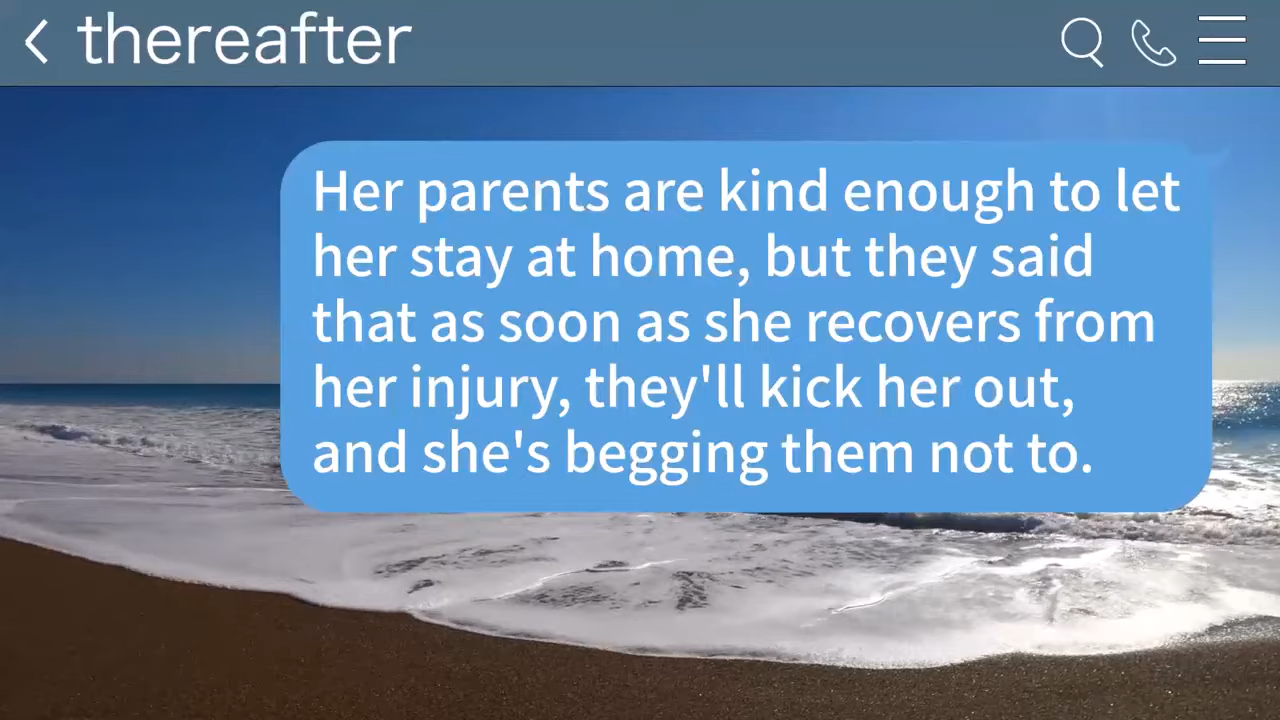 thereafter
Her parents are kind enough to let
her stay at home, but they said
that as soon as she recovers from
her injury, they'll kick her out,
and she's begging them not to.